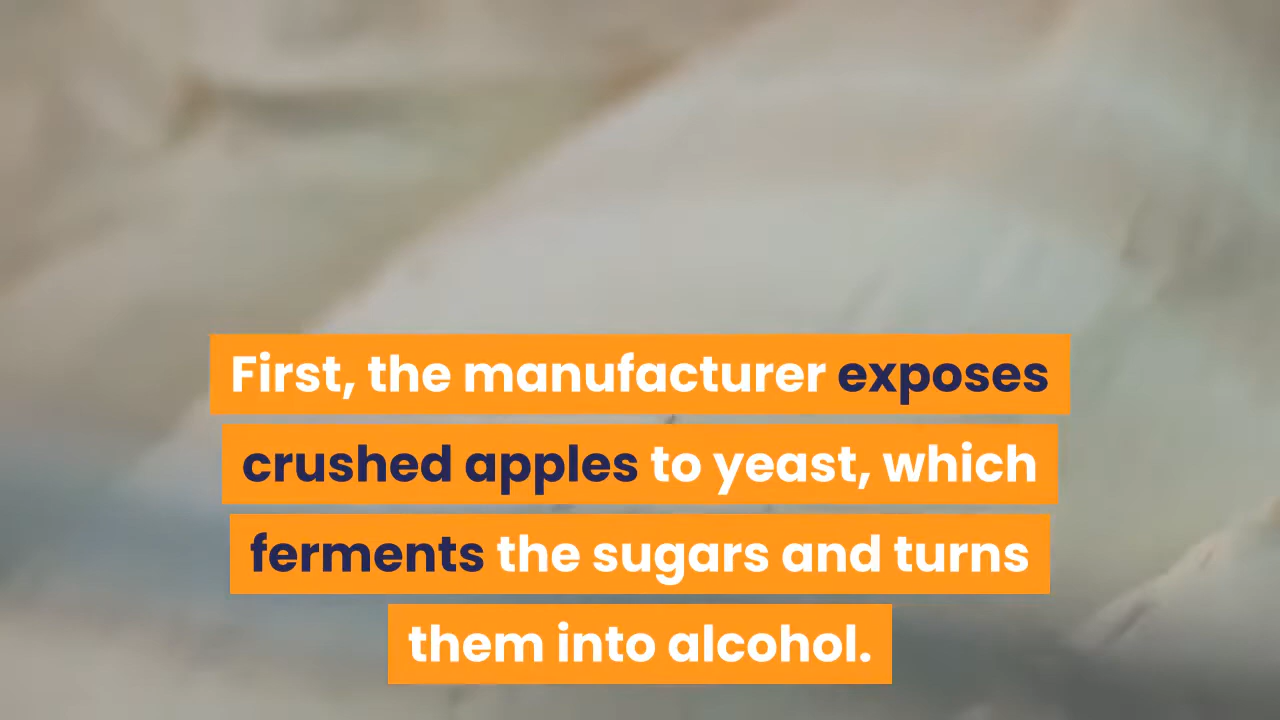 First, the manufacturer exposes
crushed apples to yeast, which
ferments the sugars and turns
them into alcohol.